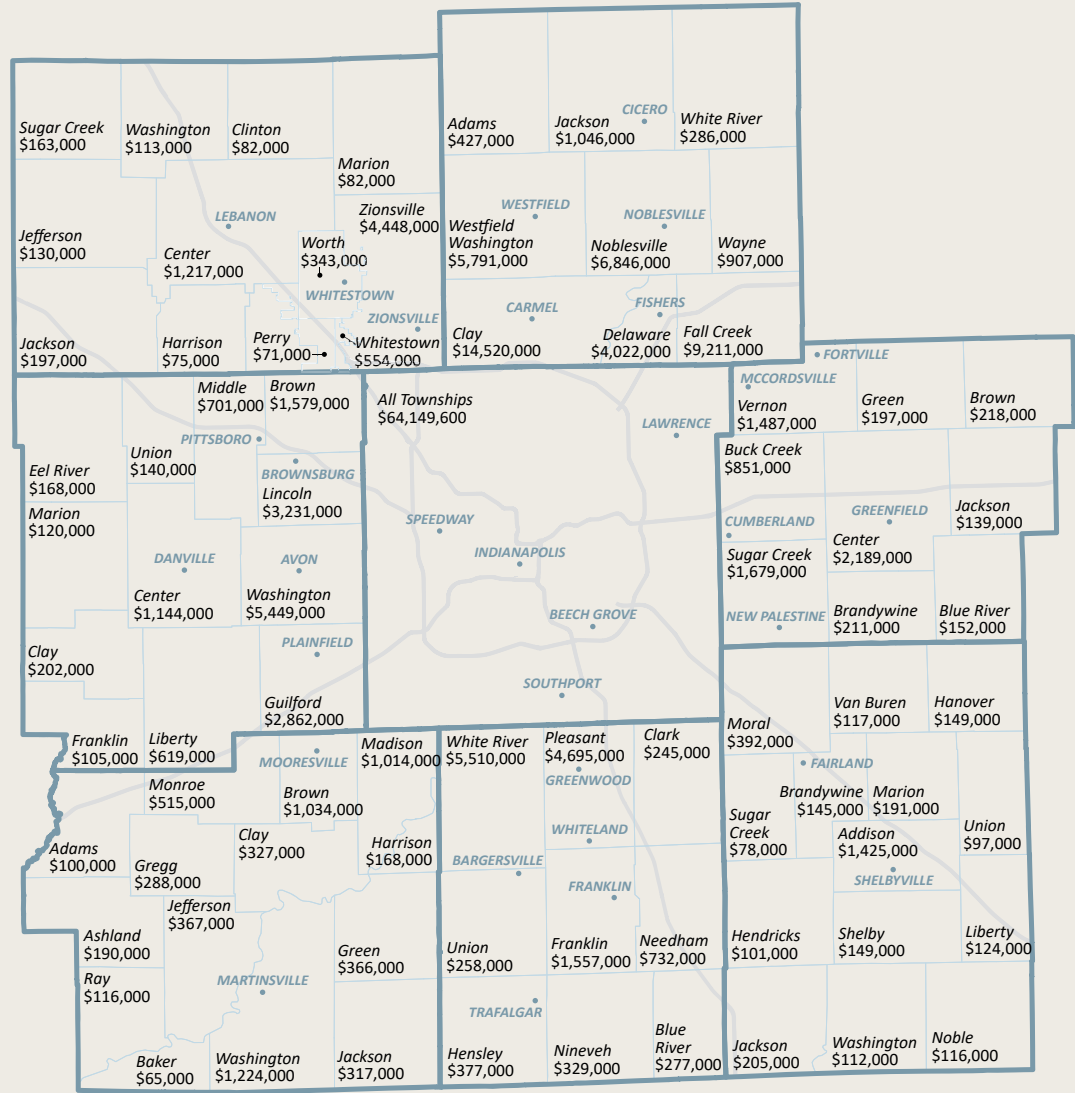 Sugar Creek
$163,000
Washington
$113,000
Clinton
$82,000
Marion
$82,000
LEBANON
Zionsville
$4,448,000
Jefferson
$130,000
Center
$1,217,000
Worth
$343,000
WHITESTOWN
ZIONSVILLE
Jackson
$197,000
Harrison
$75,000
Perry
$71,000
Whitestown
$554,000
Adams
$427,000
CICERO
Jackson
$1,046,000
White River
$286,000
WESTFIELD
NOBLESVILLE
Westfield
Washington
$5,791,000
Noblesville
$6,846,000
Wayne
$907,000
CARMEL
FISHERS
Clay
$14,520,000
Delaware
$4,022,000
Fall Creek
$9,211,000
Middle
$701,000
Brown
$1,579,000
PITTSBORO
Union
$140,000
Eel River
$168,000
BROWNSBURG
Lincoln
$3,231,000
Marion
$120,000
DANVILLE
AVON
Center
$1,144,000
Washington
$5,449,000
Clay
$202,000
PLAINFIELD
Guilford
$2,862,000
Franklin
$105,000
Liberty
$619,000
All Townships
$64,149,600
LAWRENCE
SPEEDWAY
INDIANAPOLIS
BEECH GROVE
SOUTHPORT
FORTVILLE
MCCORDSVILLE
Vernon
$1,487,000
Green
$197,000
Brown
$218,000
Buck Creek
$851,000
Jackson
$139,000
CUMBERLAND
GREENFIELD
Center
$2,189,000
Sugar Creek
$1,679,000
NEW PALESTINE
Brandywine
$211,000
Blue River
$152,000
MOORESVILLE
Madison
$1,014,000
Monroe
$515,000
Brown
$1,034,000
Adams
$100,000
Gregg
$288,000
Clay
$327,000
Harrison
$168,000
Jefferson
$367,000
Ashland
$190,000
Green
$366,000
Ray
$116,000
MARTINSVILLE
Baker
$65,000
Washington
$1,224,000
Jackson
$317,000
White River
$5,510,000
Pleasant
$4,695,000
GREENWOOD
Clark
$245,000
WHITELAND
BARGERSVILLE
FRANKLIN
Union
$258,000
Franklin
$1,557,000
Needham
$732,000
TRAFALGAR
Hensley
$377,000
Nineveh
$329,000
Blue
River
$277,000
Moral
$392,000
Van Buren
$117,000
Hanover
$149,000
FAIRLAND
Brandywine
$145,000
Marion
$191,000
Sugar
Creek
$78,000
Addison
$1,425,000
Union
$97,000
SHELBYVILLE
Hendricks
$101,000
Shelby
$149,000
Liberty
$124,000
Jackson
$205,000
Washington
$112,000
Noble
$116,000